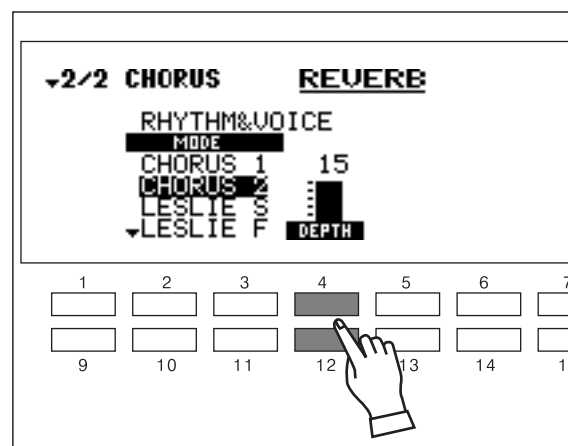 2/2 CHORUS REVERB
RHYTHM&VOICE
MODE
CHORUS 1 15
CHORUS 2
LESLIE S
LESLIE F DEPTH
1 2 3 4 5 6 7
9 10 11 12 13 14 1